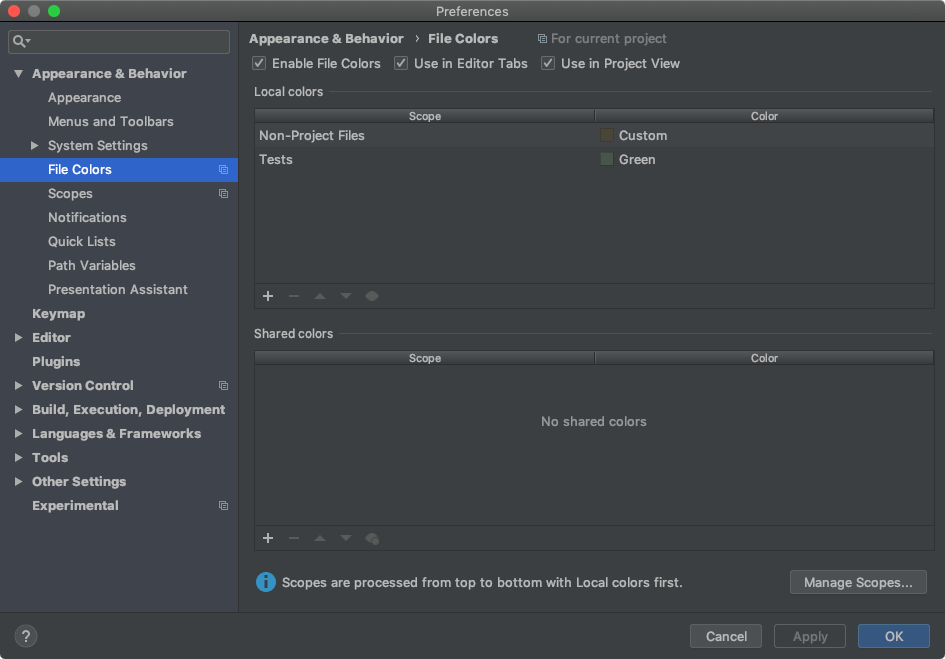 Preferences
Appearance & Behavior
Appearance
Menus and Toolbars
System Settings
File Colors
Scopes
Notifications
Quick Lists
Path Variables
Presentation Assistant
Keymap
Editor
Plugins
Version Control
Build, Execution, Deployment
Languages & Frameworks
Tools
Other Settings
Experimental
Appearance & Behavior › File Colors For current project
Enable File Colors Use in Editor Tabs Use in Project View
Local colors
Scope Color
Non-Project Files Custom
Tests Green
Shared colors
Scope Color
No shared colors
Scopes are processed from top to bottom with Local colors first. Manage Scopes...
? Cancel Apply OK